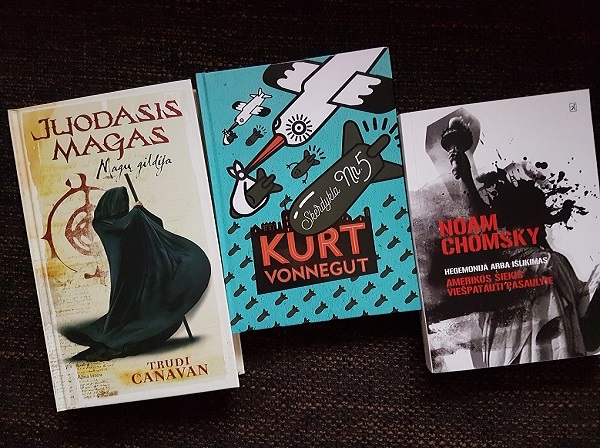 JUODASIS
MAGAS
Magų gildija
TRUDI
CANAVAN
Skerdykla Nr. 5
KURT
VONNEGUT
NOAM
CHOMSKY
HEGEMONIJA ARBA IŠLIKIMAS
AMERIKOS SIEKIS
VIEŠPATAUTI PASAULYJE